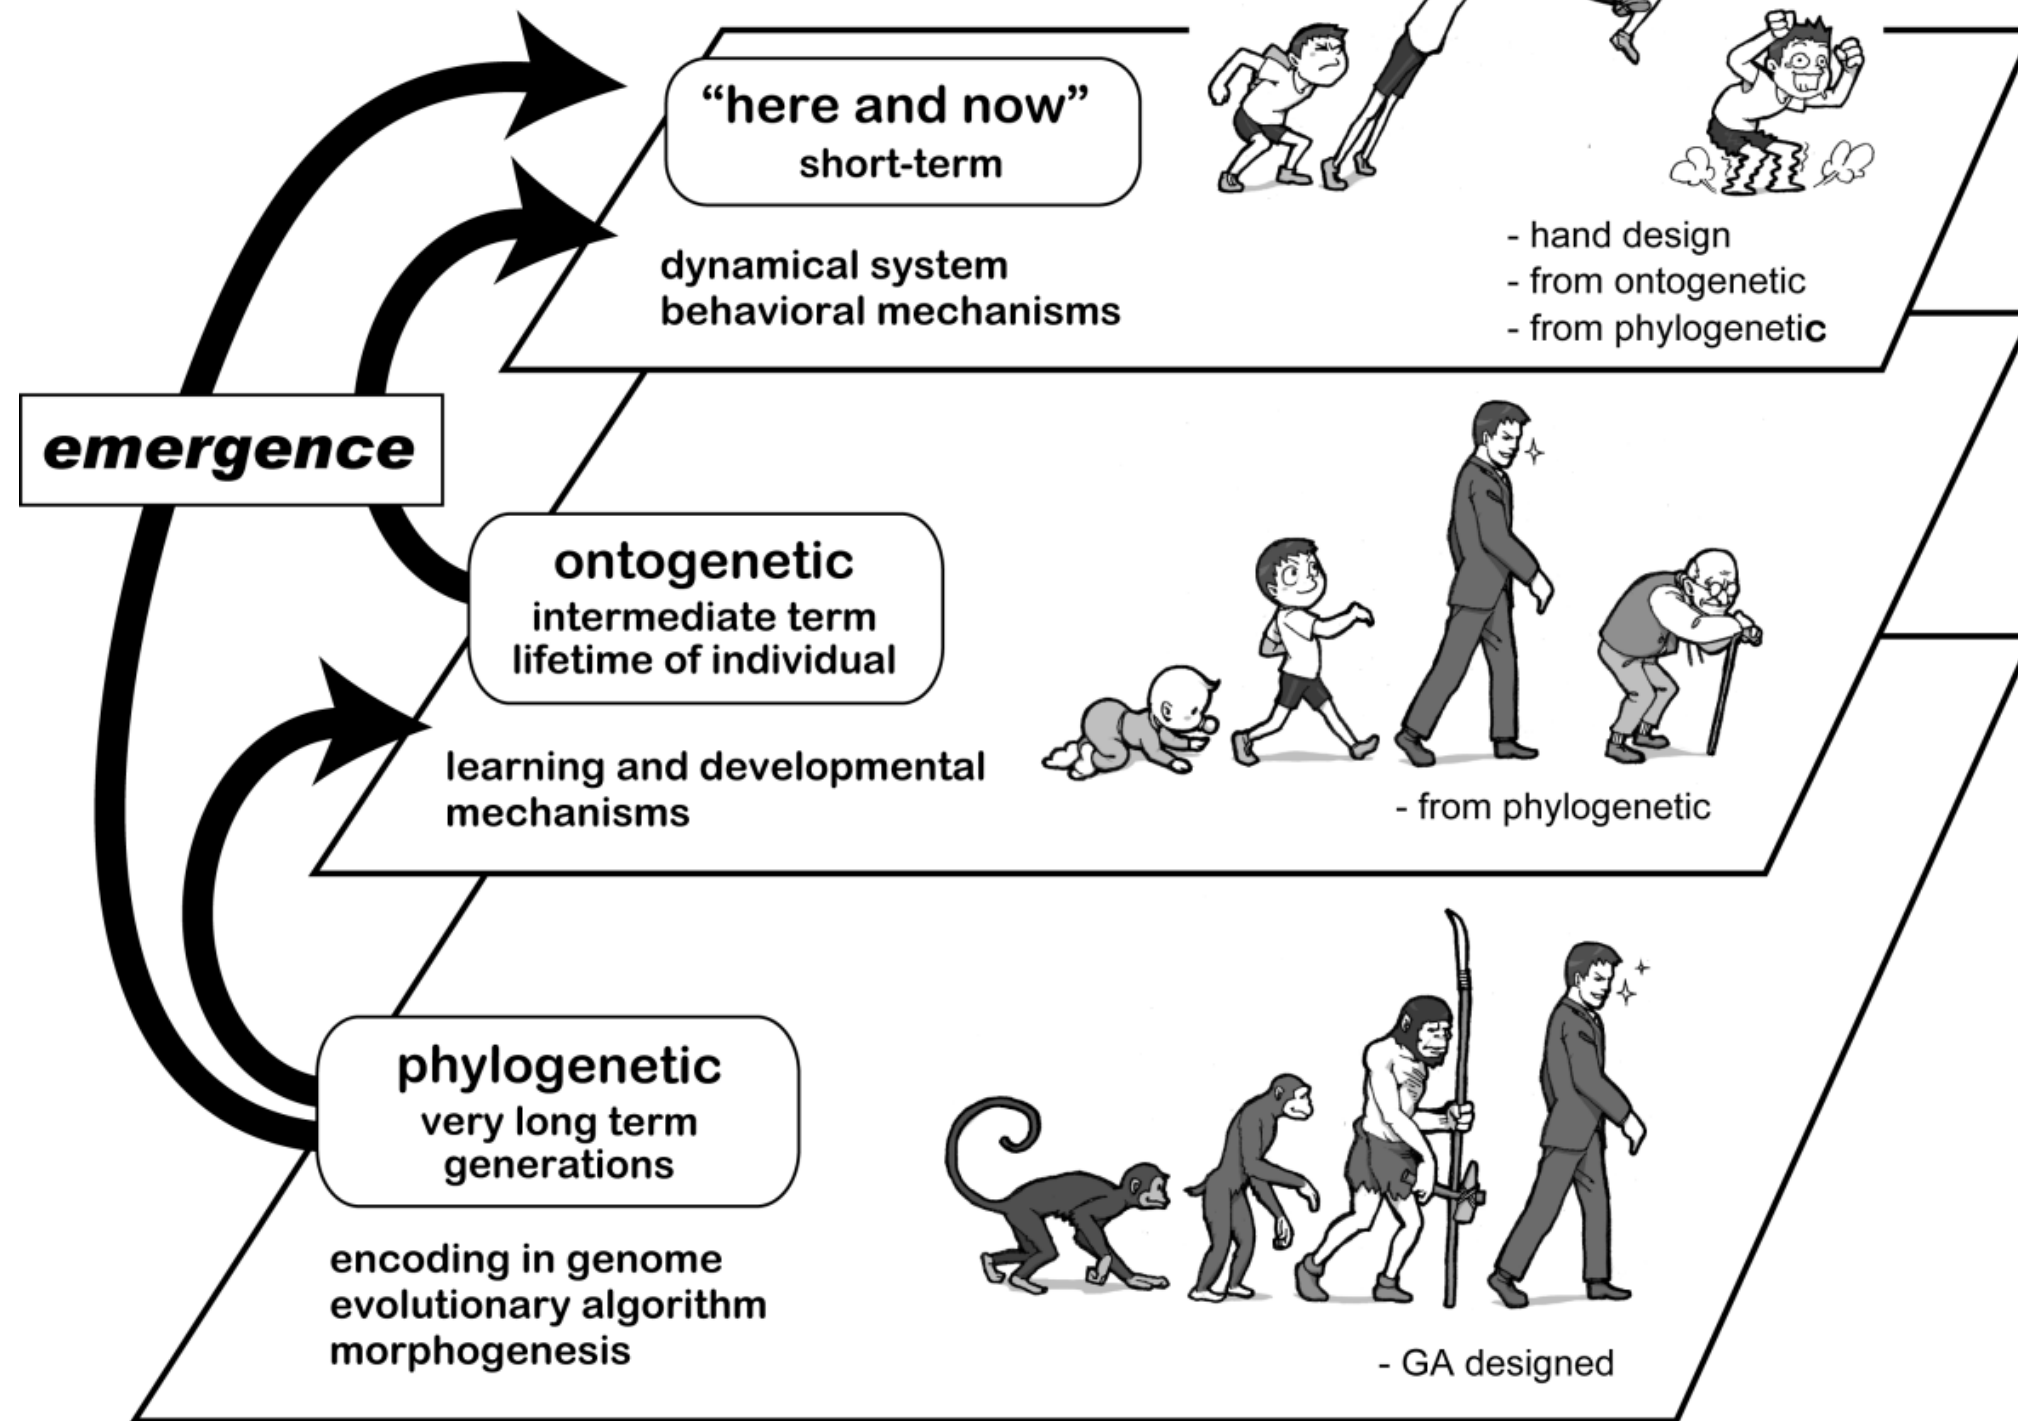 “here and now”
short-term
dynamical system
behavioral mechanisms
- hand design
- from ontogenetic
- from phylogenetic
emergence
ontogenetic
intermediate term
lifetime of individual
learning and developmental
mechanisms
- from phylogenetic
phylogenetic
very long term
generations
encoding in genome
evolutionary algorithm
morphogenesis
- GA designed